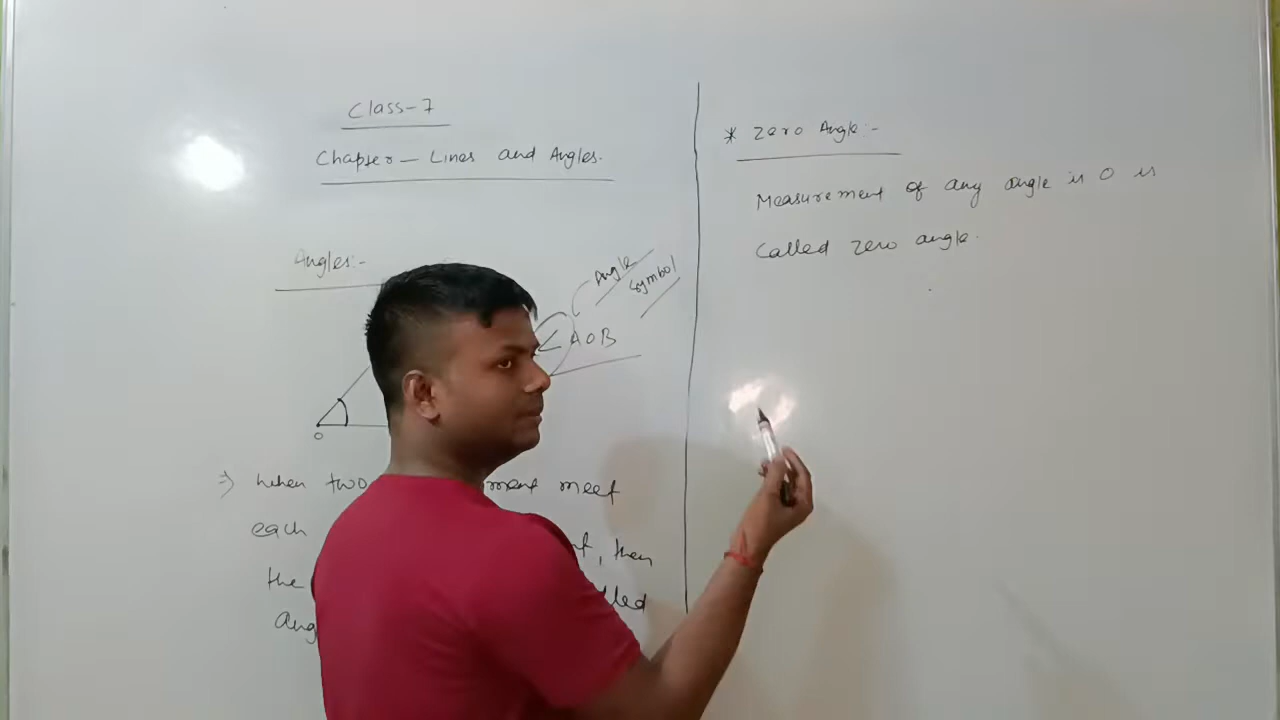 Class-7
Chapter - Lines and Angles.
Angles:-
Angle
Symbol
∠AOB
O
⇒ When two ment meet
each t, then
the lled
Ang
* Zero Angle:-
Measurement of any angle is 0 is
Called zero angle.